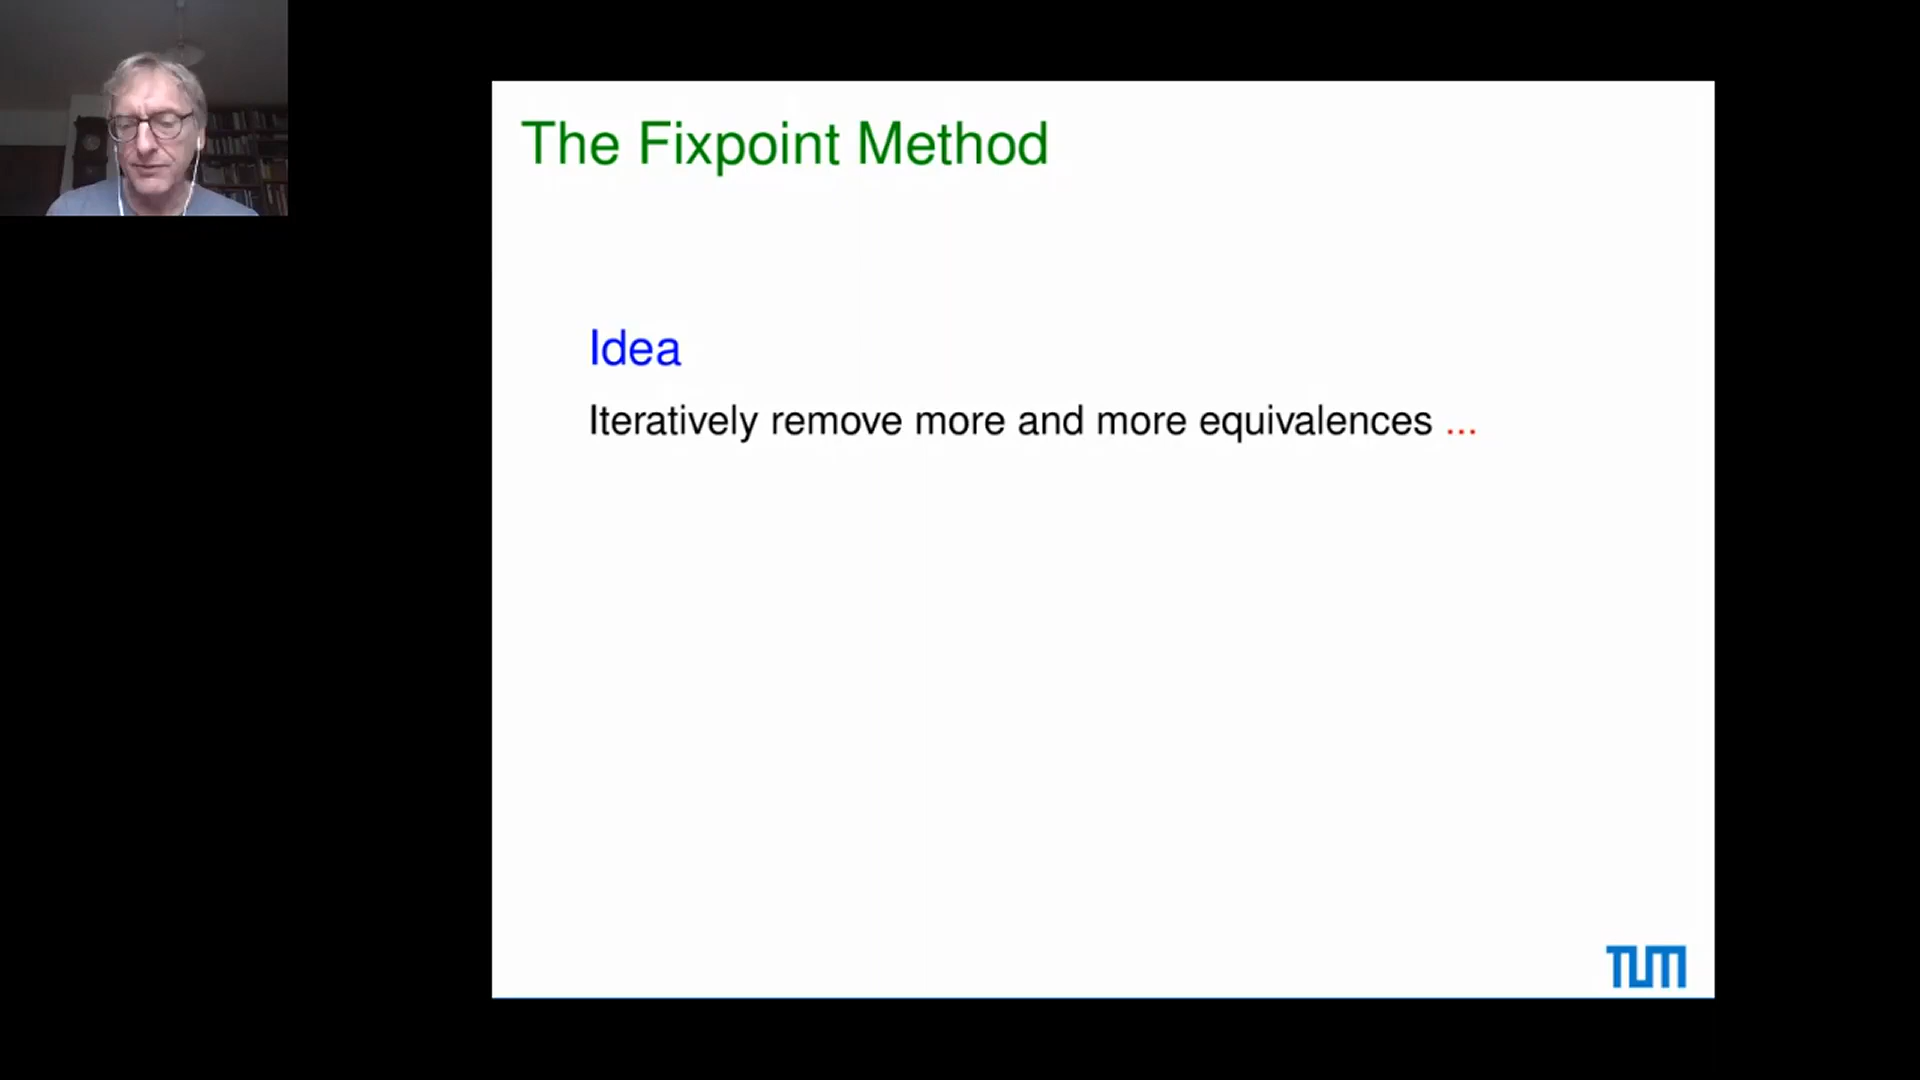 The Fixpoint Method
Idea
Iteratively remove more and more equivalences ...
TUM